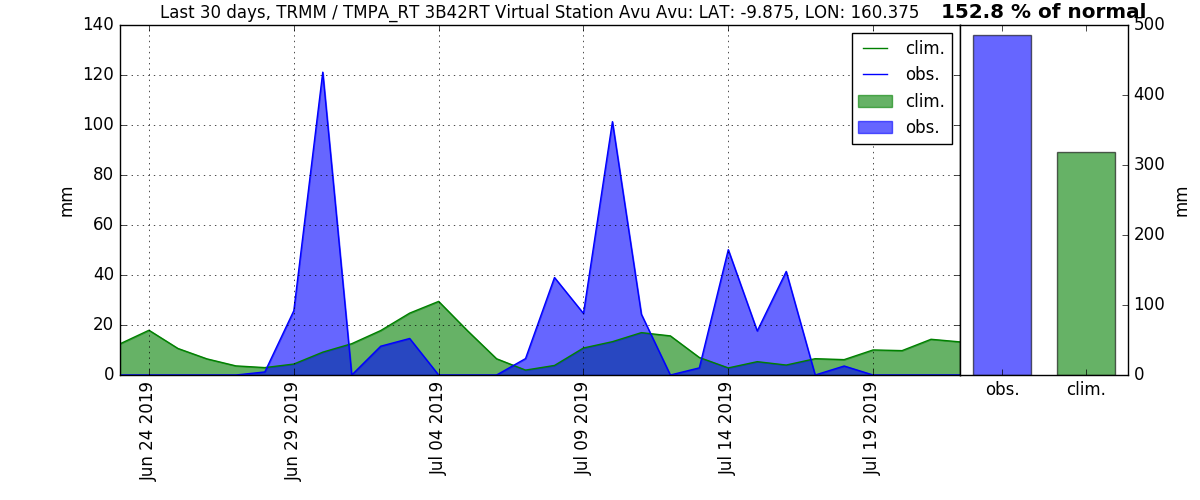 Last 30 days, TRMM / TMPA_RT 3B42RT Virtual Station Avu Avu: LAT: -9.875, LON: 160.375
152.8 % of normal
140
120
100
80
60
40
20
0
mm
clim.
obs.
clim.
obs.
Jun 24 2019
Jun 29 2019
Jul 04 2019
Jul 09 2019
Jul 14 2019
Jul 19 2019
500
400
300
200
100
0
mm
obs.
clim.